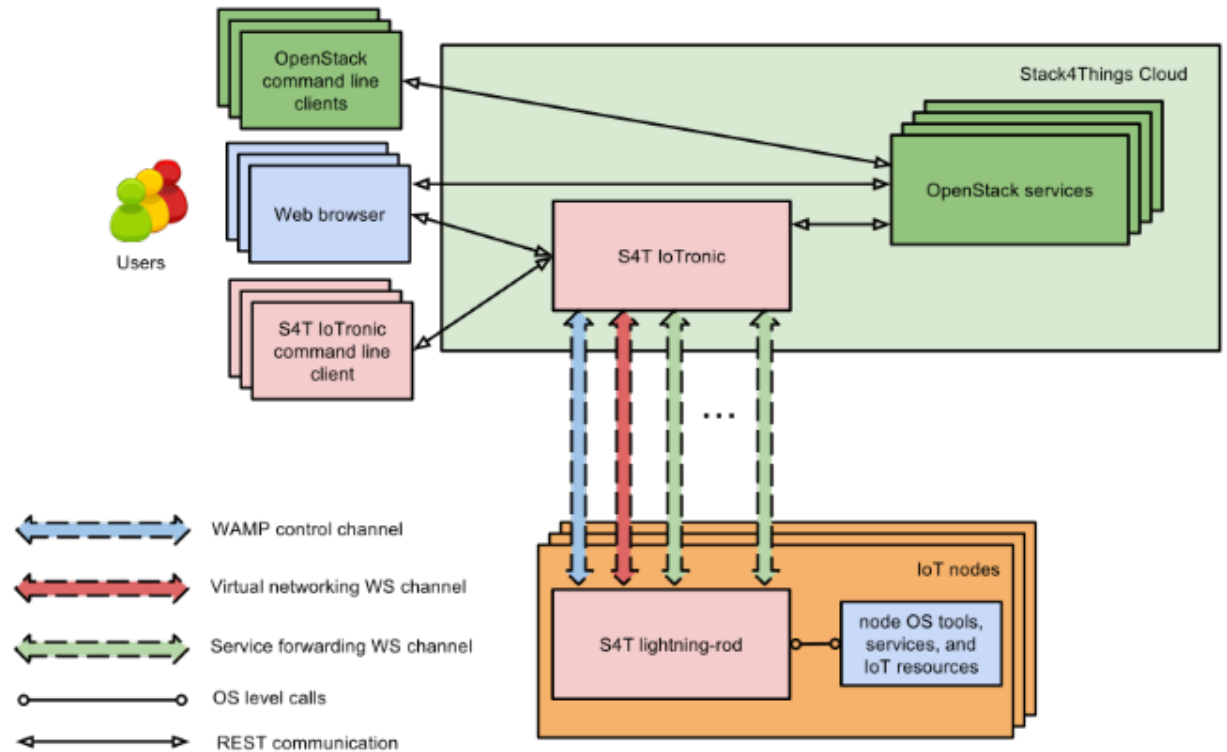 OpenStack
command line
clients
Stack4Things Cloud
Web browser
OpenStack services
Users
S4T IoTronic
S4T IoTronic
command line
client
...
WAMP control channel
Virtual networking WS channel
Service forwarding WS channel
OS level calls
REST communication
IoT nodes
S4T lightning-rod
node OS tools,
services, and
IoT resources